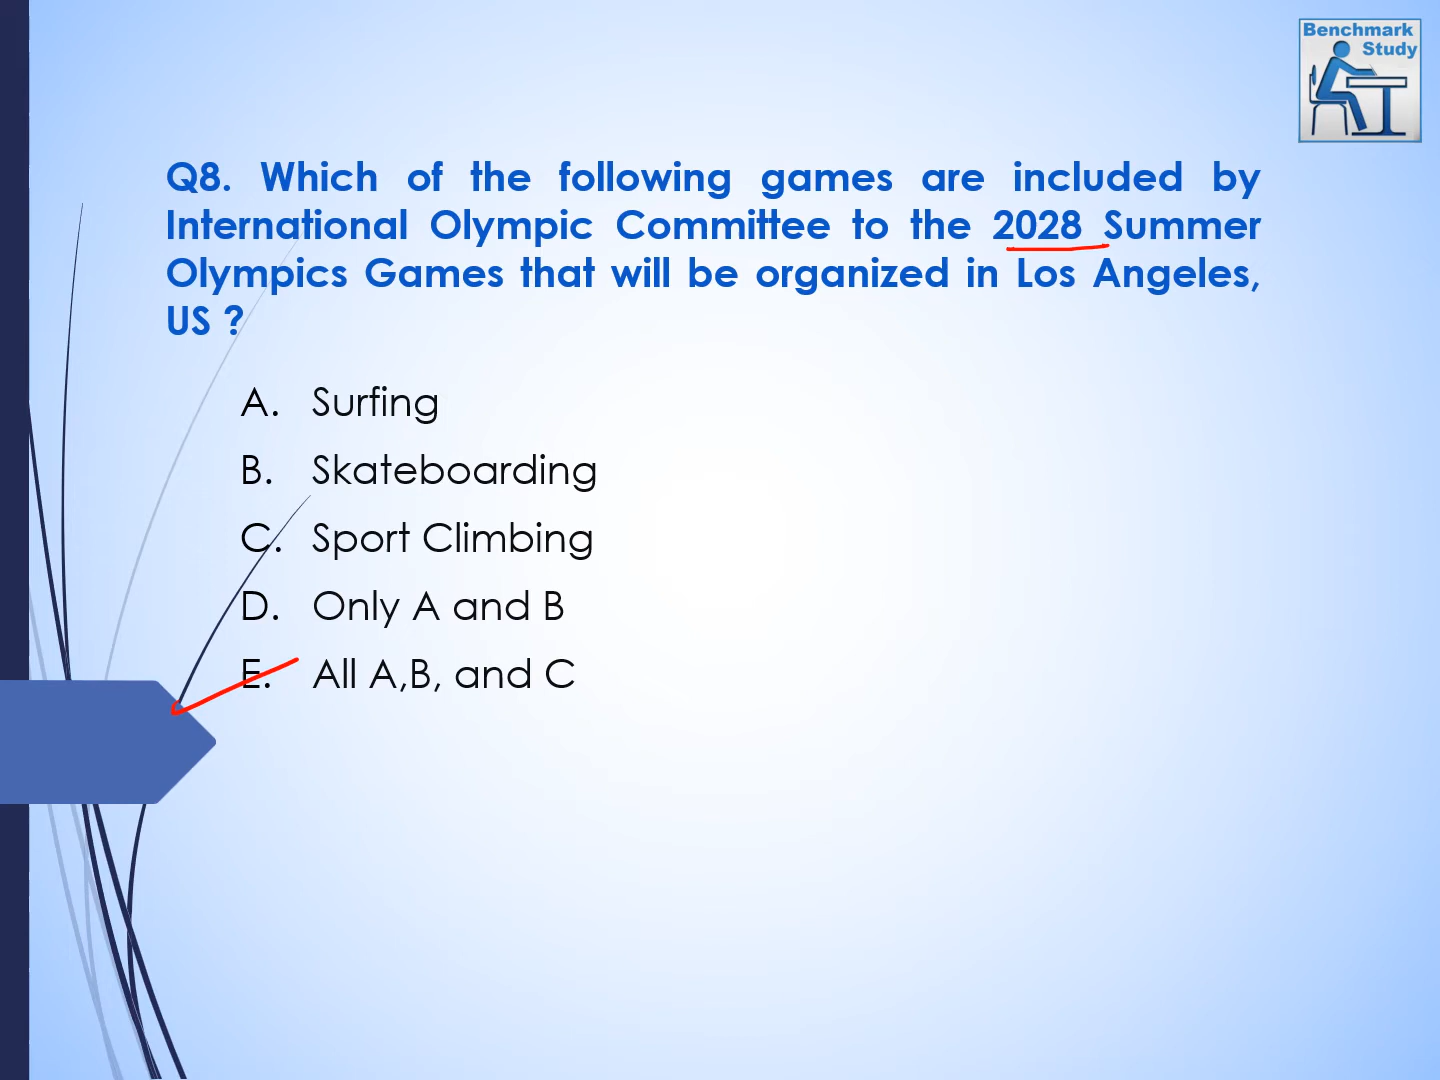 Benchmark
Study
Q8. Which of the following games are included by
International Olympic Committee to the 2028 Summer
Olympics Games that will be organized in Los Angeles,
US ?
A. Surfing
B. Skateboarding
C. Sport Climbing
D. Only A and B
E. All A,B, and C